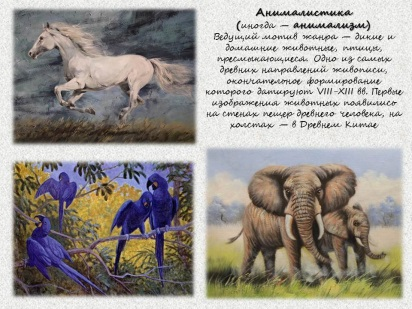 Анималистика
(иногда — анимализм)
Ведущий мотив жанра — дикие и
домашние животные, птицы,
пресмыкающиеся. Одно из самых
древних направлений живописи,
окончательное формирование
которого датируют VIII-XIII вв. Первые
изображения животных появились
на стенах пещер древнего человека, на
холстах — в Древнем Китае